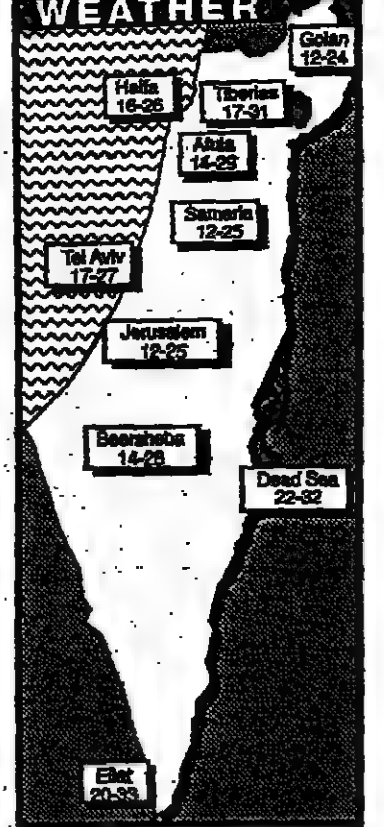 WEATHER
Golan
12-24
Haifa
16-26
Tiberias
17-31
Afula
14-29
Samaria
12-25
Tel Aviv
17-27
Jerusalem
12-25
Beersheba
14-28
Dead Sea
22-32
Eilat
20-33